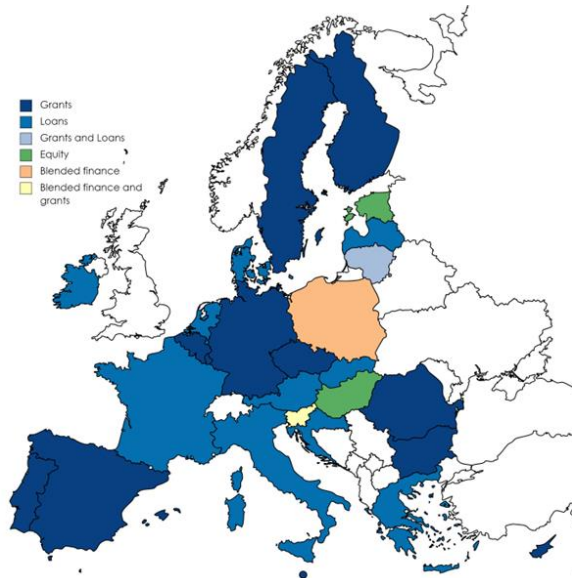 Grants
Loans
Grants and Loans
Equity
Blended finance
Blended finance and
grants